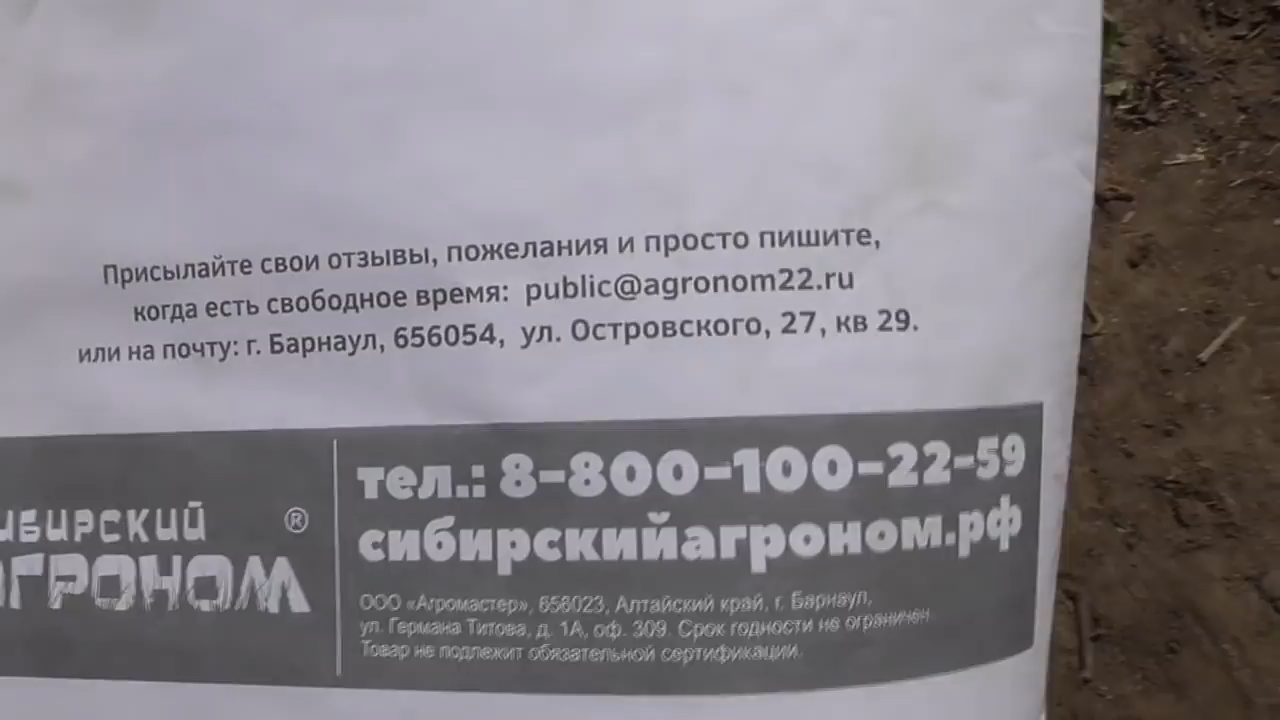 Присылайте свои отзывы, пожелания и просто пишите,
когда есть свободное время: public@agronom22.ru
или на почту: г. Барнаул, 656054, ул. Островского, 27, кв 29.
ибирский ®
агроном
тел.: 8-800-100-22-59
сибирскийагроном.рф
ООО «Агромастер», 656023, Алтайский край, г. Барнаул,
ул. Германа Титова, д. 1А, оф. 309. Срок годности не ограничен
Товар не подлежит обязательной сертификации.